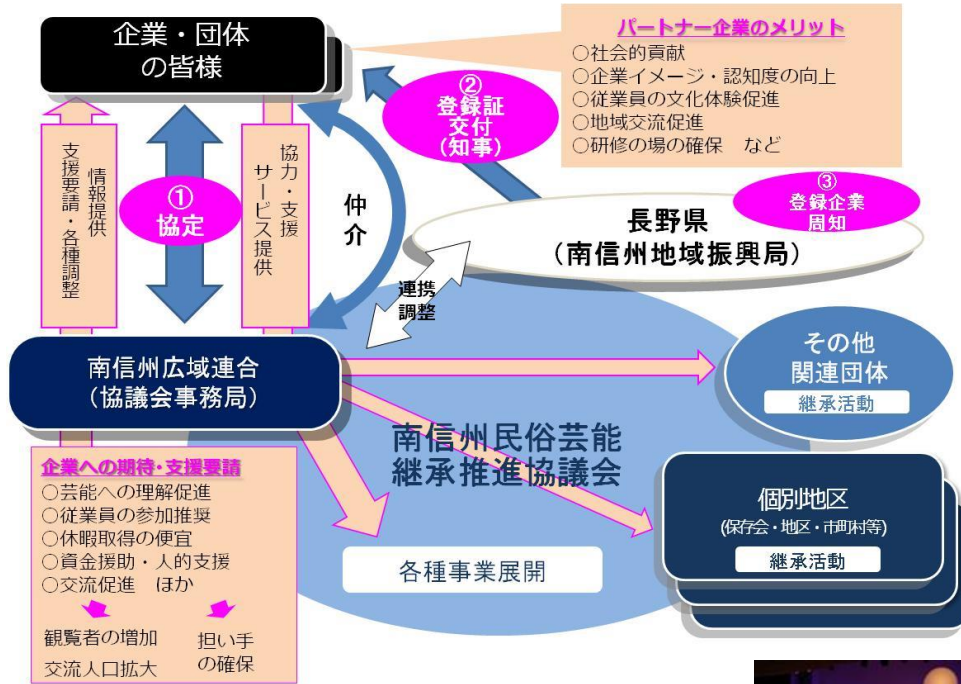 企業・団体
の皆様
パートナー企業のメリット
○社会的貢献
○企業イメージ・認知度の向上
○従業員の文化体験促進
○地域交流促進
○研修の場の確保　など
②
登録証
交付
(知事)
③
登録企業
周知
長野県
(南信州地域振興局)
情報提供
支援要請・各種調整
①
協定
協力・支援
サービス提供
仲介
連携
調整
南信州広域連合
(協議会事務局)
その他
関連団体
継承活動
南信州民俗芸能
継承推進協議会
個別地区
(保存会・地区・市町村等)
継承活動
各種事業展開
企業への期待・支援要請
○芸能への理解促進
○従業員の参加推奨
○休暇取得の便宜
○資金援助・人的支援
○交流促進　ほか
観覧者の増加
交流人口拡大
担い手
の確保